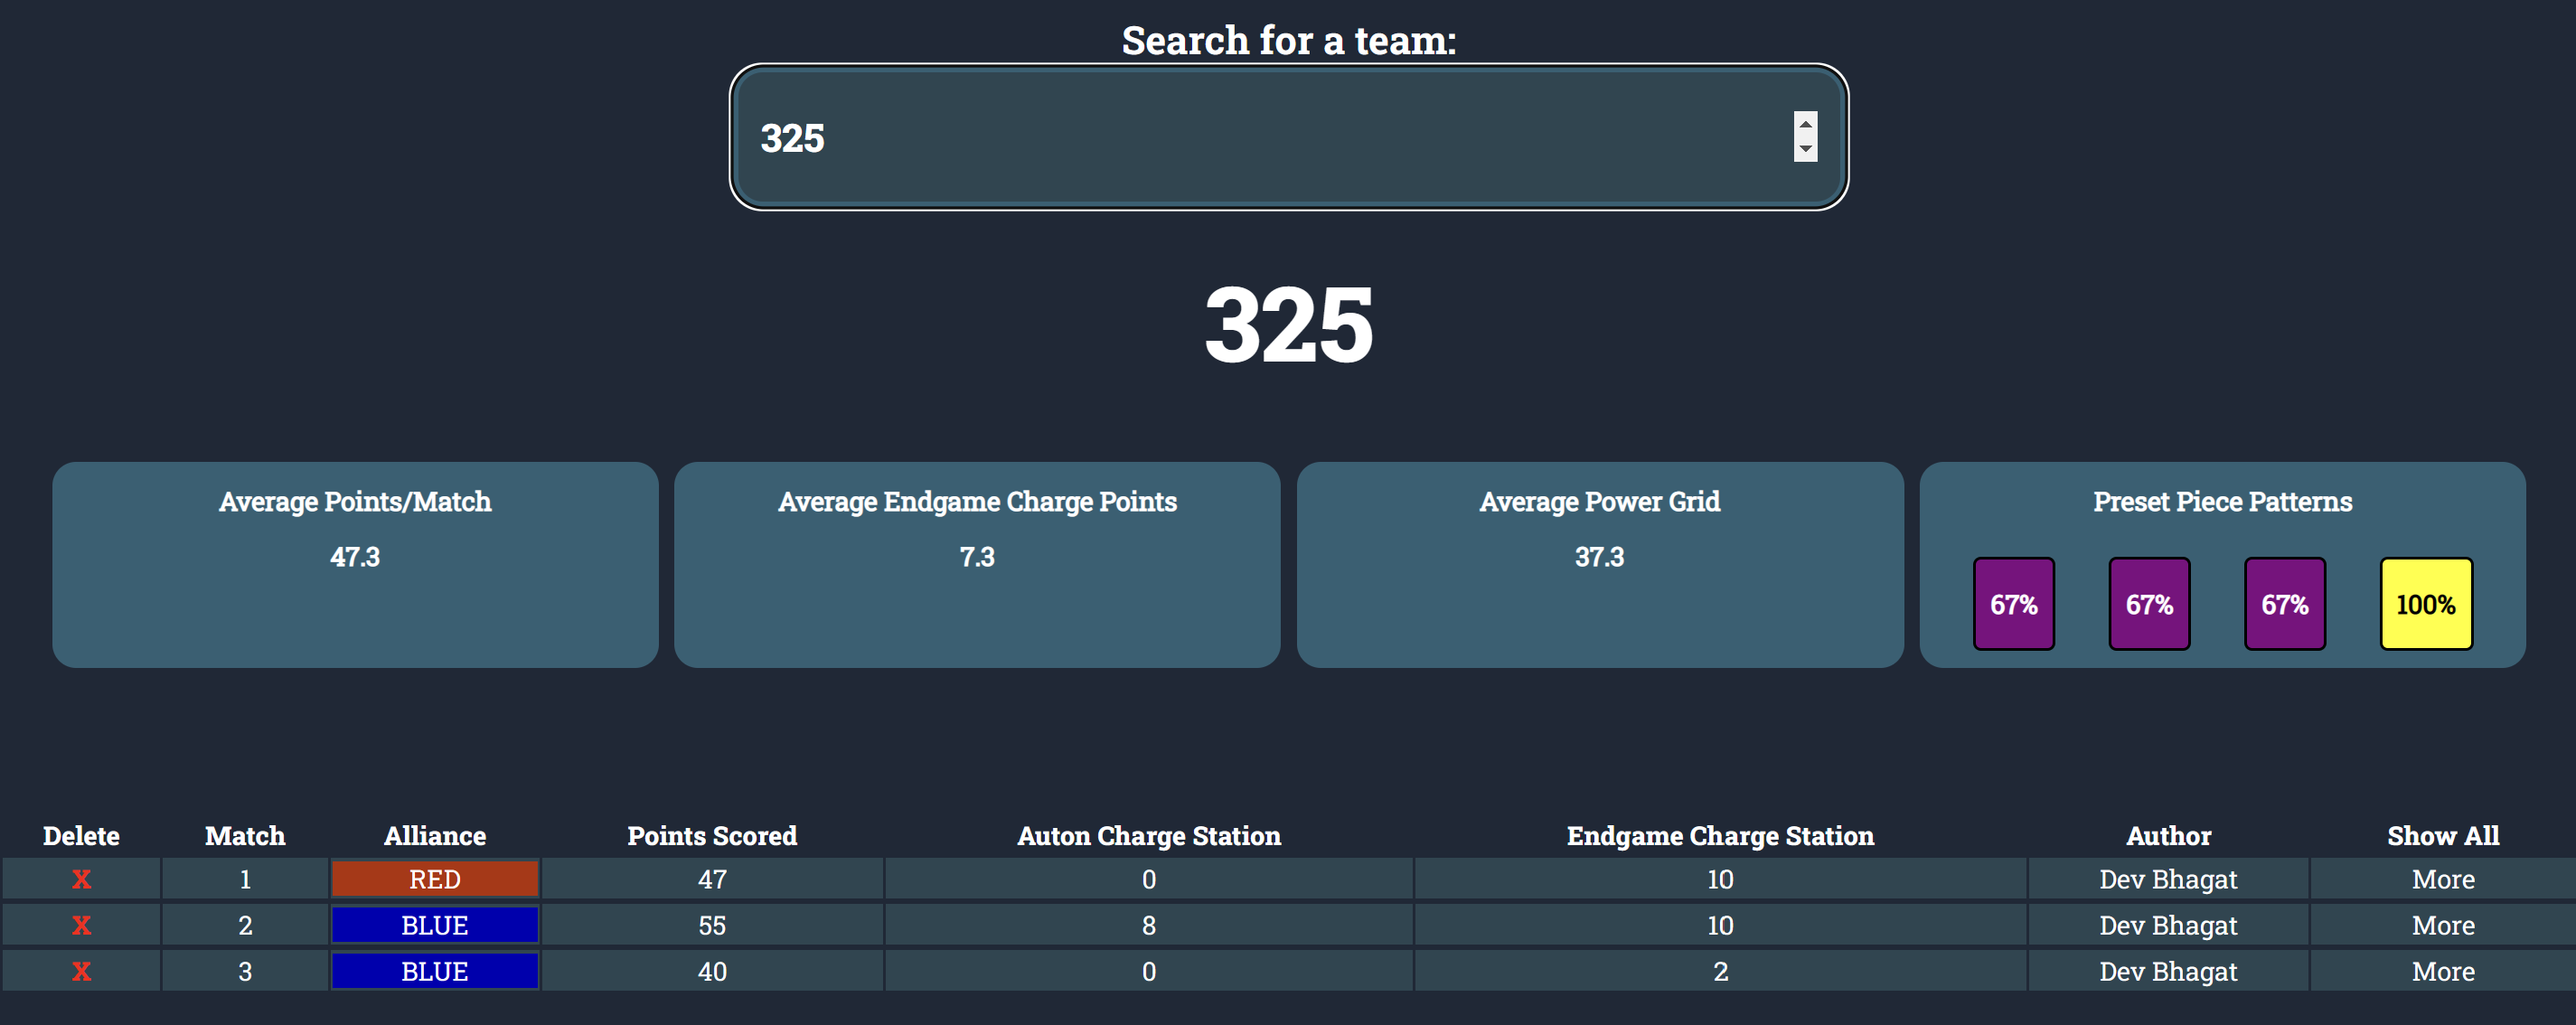 Search for a team:
325
325
Average Points/Match
47.3
Average Endgame Charge Points
7.3
Average Power Grid
37.3
Preset Piece Patterns
67% 67% 67% 100%
Delete Match Alliance Points Scored Auton Charge Station Endgame Charge Station Author Show All
X 1 RED 47 0 10 Dev Bhagat More
X 2 BLUE 55 8 10 Dev Bhagat More
X 3 BLUE 40 0 2 Dev Bhagat More